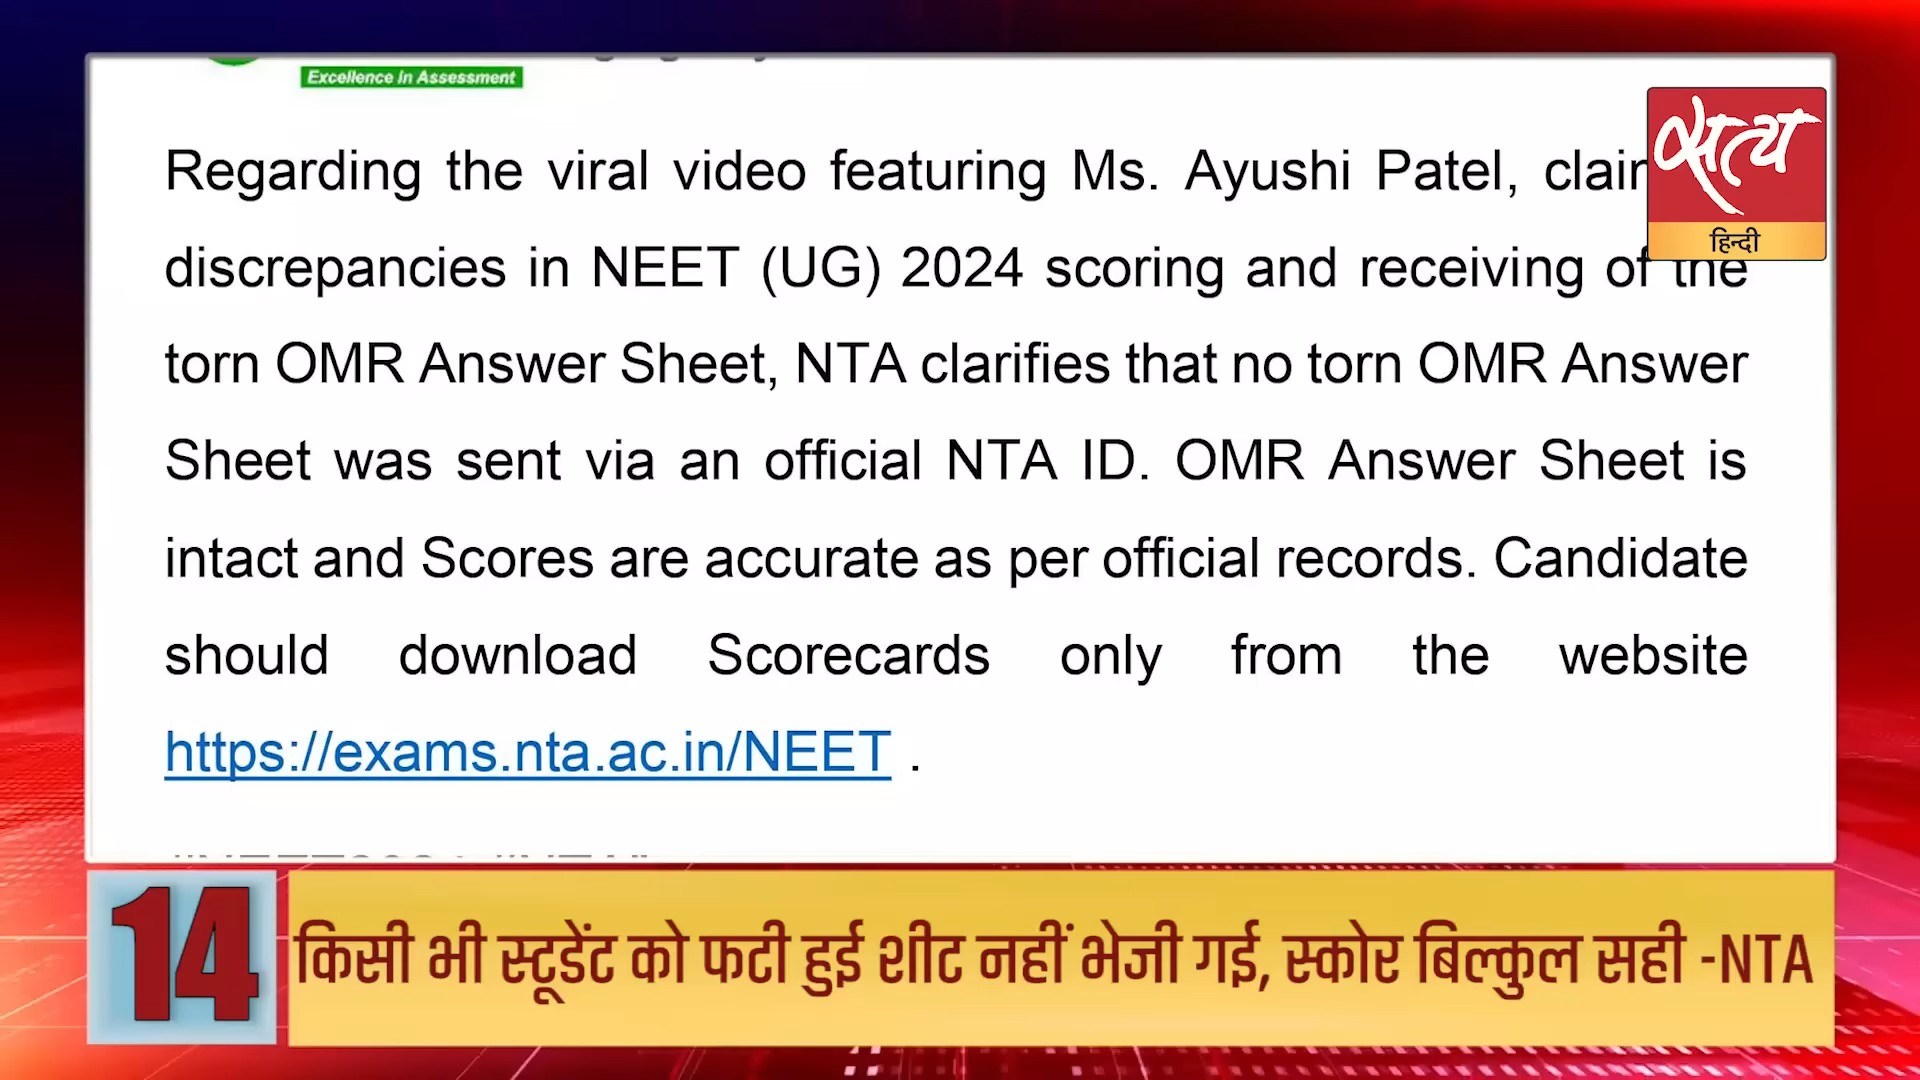 Excellence in Assessment
Regarding the viral video featuring Ms. Ayushi Patel,
discrepancies in NEET (UG) 2024 scoring and receiving of the
torn OMR Answer Sheet, NTA clarifies that no torn OMR Answer
Sheet was sent via an official NTA ID. OMR Answer Sheet is
intact and Scores are accurate as per official records. Candidate
should download Scorecards only from the website
https://exams.nta.ac.in/NEET .
सत्य
हिन्दी
14
किसी भी स्टूडेंट को फटी हुई शीट नहीं भेजी गई, स्कोर बिल्कुल सही -NTA